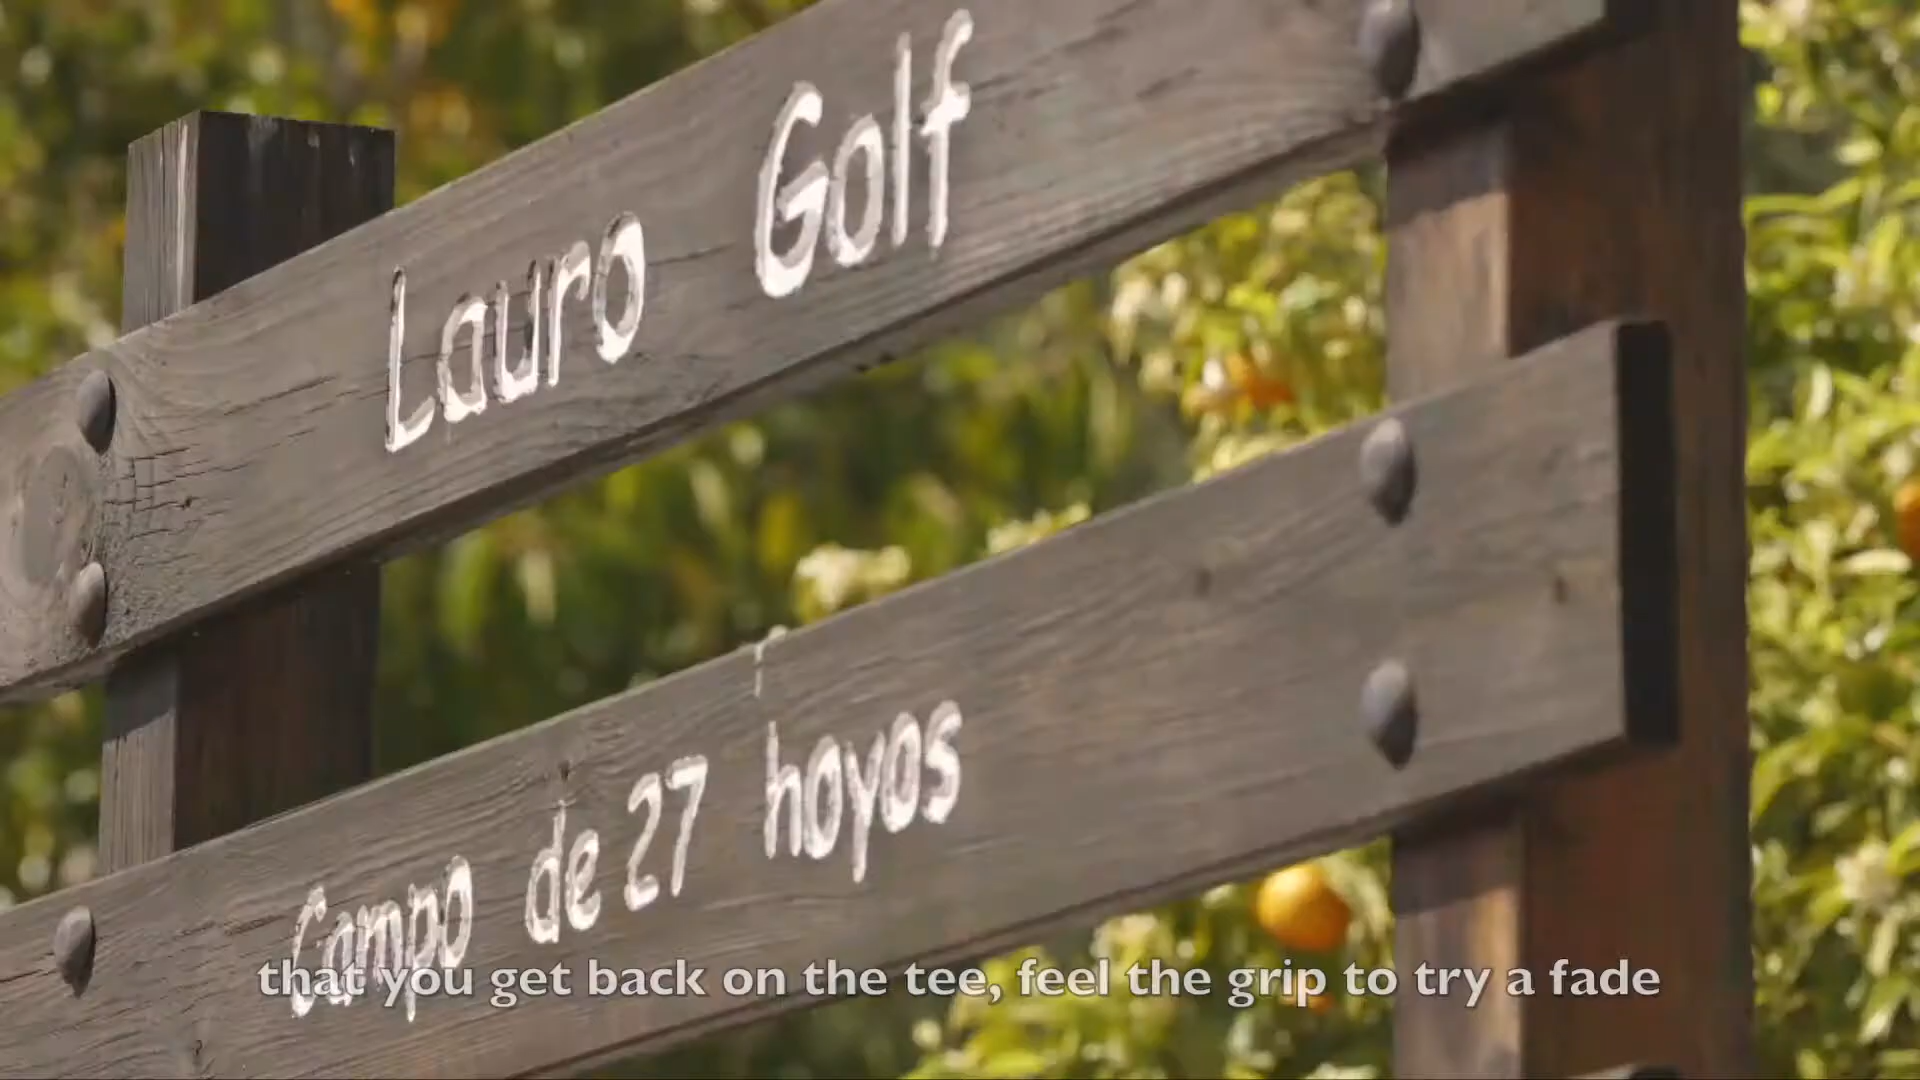 Lauro Golf
Campo de 27 hoyos
that you get back on the tee, feel the grip to try a fade